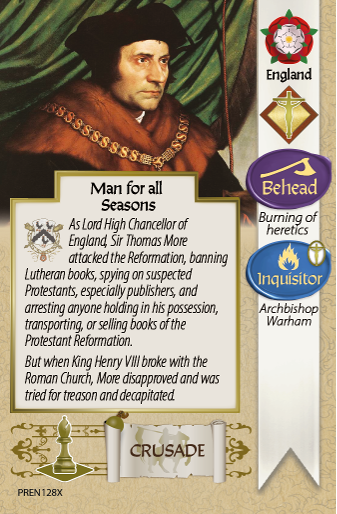 England
Behead
Burning of
heretics
Inquisitor
Archbishop
Warham
Man for all
Seasons
As Lord High Chancellor of
England, Sir Thomas More
attacked the Reformation, banning
Lutheran books, spying on suspected
Protestants, especially publishers, and
arresting anyone holding in his possession,
transporting, or selling books of the
Protestant Reformation.
But when King Henry VIII broke with the
Roman Church, More disapproved and was
tried for treason and decapitated.
CRUSADE
PREN128X